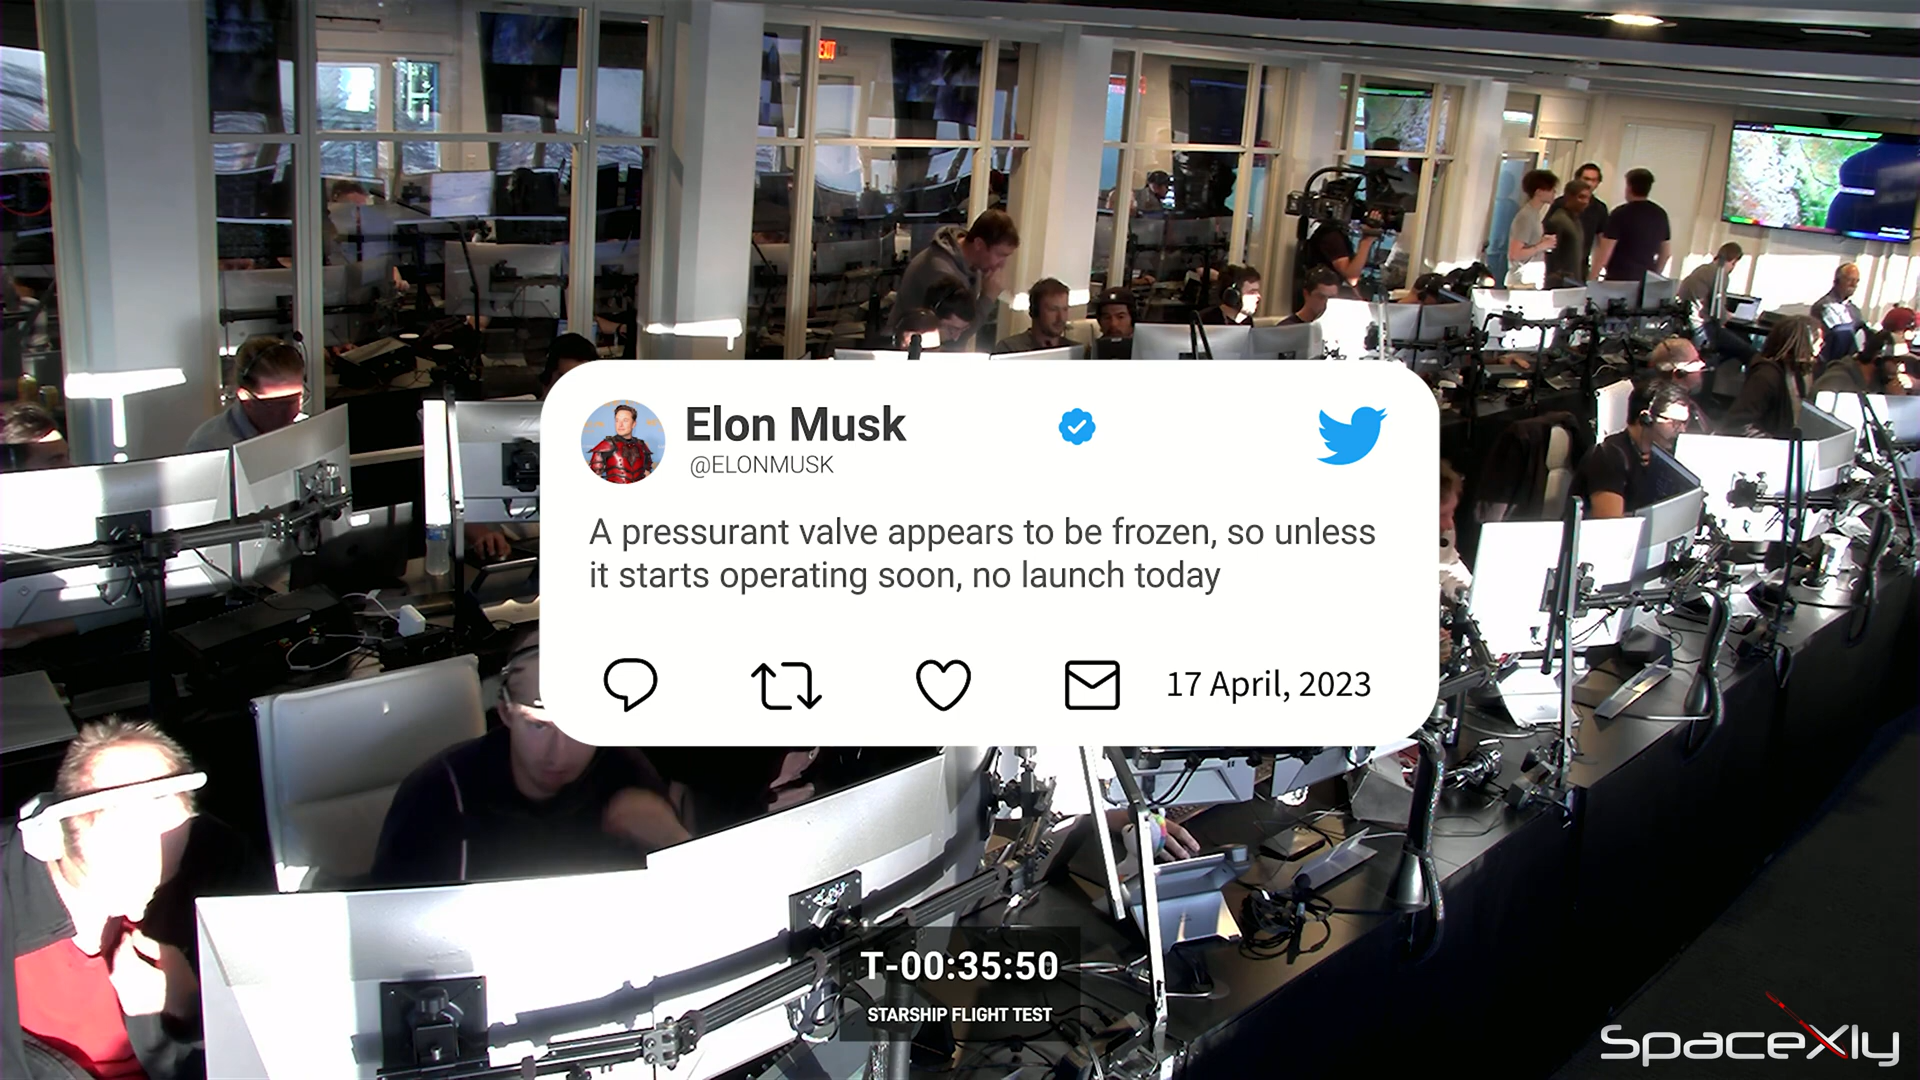 EXIT
Elon Musk
@ELONMUSK
A pressurant valve appears to be frozen, so unless
it starts operating soon, no launch today
17 April, 2023
T-00:35:50
STARSHIP FLIGHT TEST
SpaceXly